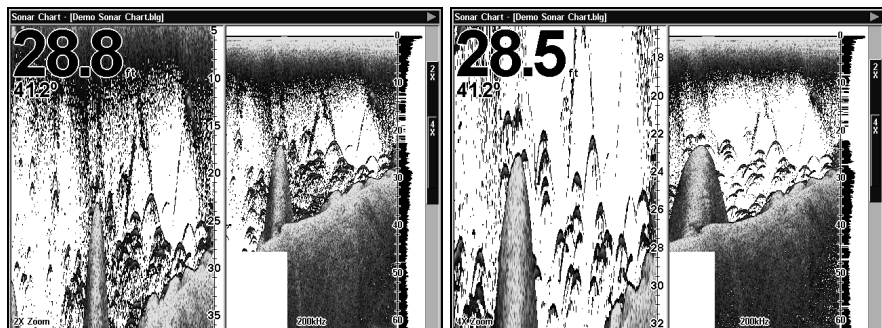 Sonar Chart - [Demo Sonar Chart.blg]
28.8 ft
41.2°
5
10
15
20
25
30
35
2X Zoom
0
10
20
30
40
50
60
200kHz
2X
4X
Sonar Chart - [Demo Sonar Chart.blg]
28.5 ft
41.2°
18
20
22
24
26
28
30
32
4X Zoom
0
10
20
30
40
50
60
200kHz
2X
4X